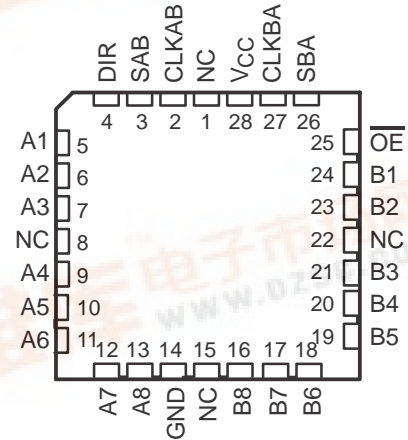 DIR SAB CLKAB NC VCC CLKBA SBA
4 3 2 1 28 27 26
A1 5 25 OE
A2 6 24 B1
A3 7 23 B2
NC 8 22 NC
A4 9 21 B3
A5 10 20 B4
A6 11 19 B5
12 13 14 15 16 17 18
A7 A8 GND NC B8 B7 B6